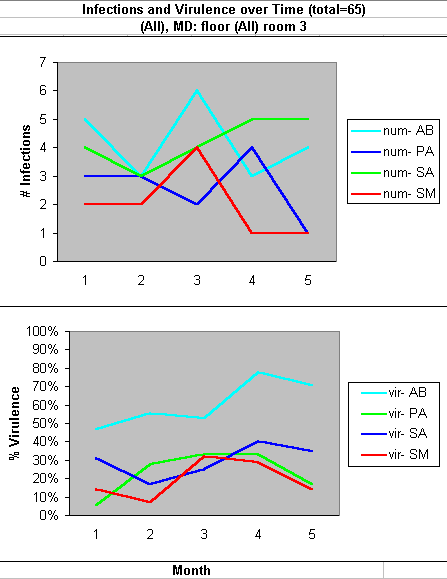 Infections and Virulence over Time (total=65)
(All), MD: floor (All) room 3
7
6
5
4
3
2
1
0
# Infections
1 2 3 4 5
num- AB
num- PA
num- SA
num- SM
100%
90%
80%
70%
60%
50%
40%
30%
20%
10%
0%
% Virulence
1 2 3 4 5
vir- AB
vir- PA
vir- SA
vir- SM
Month